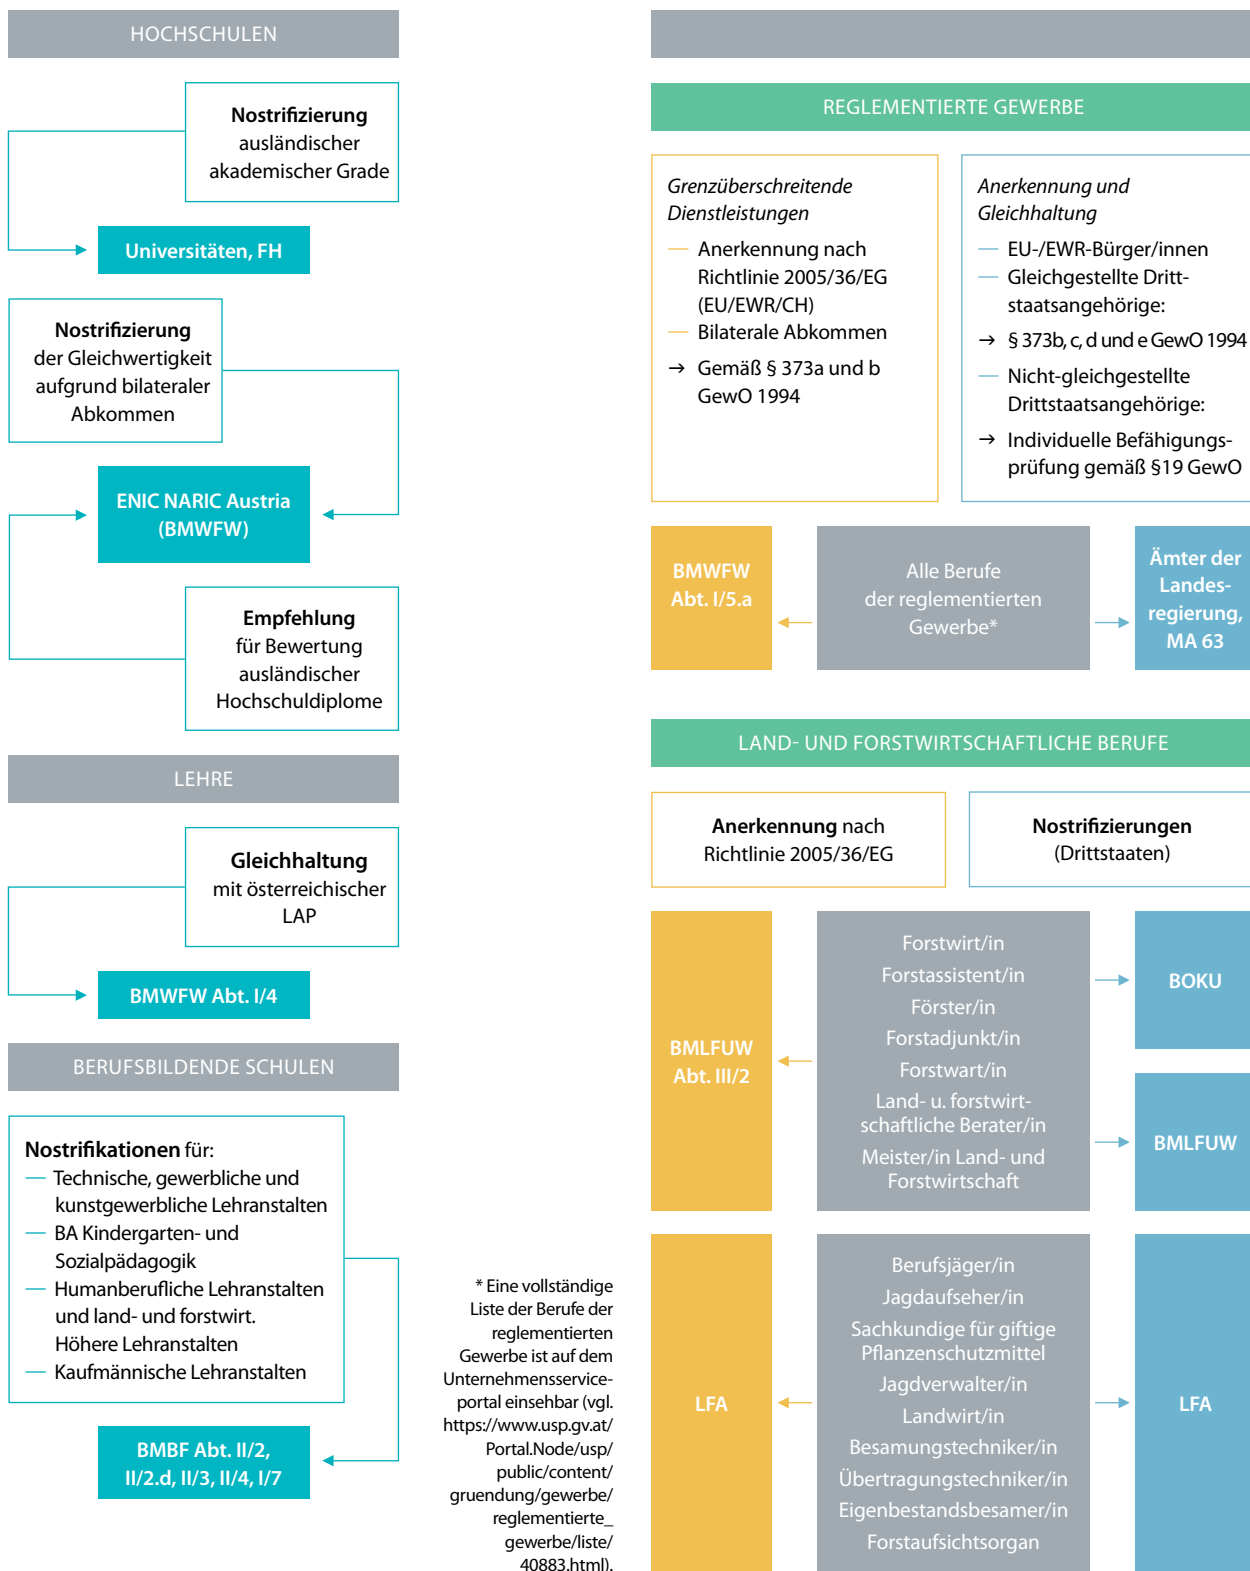 HOCHSCHULEN
Nostrifizierung
ausländischer
akademischer Grade
Universitäten, FH
Nostrifizierung
der Gleichwertigkeit
aufgrund bilateraler
Abkommen
ENIC NARIC Austria
(BMWFW)
Empfehlung
für Bewertung
ausländischer
Hochschuldiplome
LEHRE
Gleichhaltung
mit österreichischer
LAP
BMWFW Abt. I/4
BERUFSBILDENDE SCHULEN
Nostrifikationen für:
— Technische, gewerbliche und
kunstgewerbliche Lehranstalten
— BA Kindergarten- und
Sozialpädagogik
— Humanberufliche Lehranstalten
und land- und forstwirt.
Höhere Lehranstalten
— Kaufmännische Lehranstalten
BMBF Abt. II/2,
II/2.d, II/3, II/4, I/7
* Eine vollständige
Liste der Berufe der
reglementierten
Gewerbe ist auf dem
Unternehmensservice-
portal einsehbar (vgl.
https://www.usp.gv.at/
Portal.Node/usp/
public/content/
gruendung/gewerbe/
reglementierte_
gewerbe/liste/
40883.html).
REGLEMENTIERTE GEWERBE
Grenzüberschreitende
Dienstleistungen
— Anerkennung nach
Richtlinie 2005/36/EG
(EU/EWR/CH)
— Bilaterale Abkommen
→ Gemäß § 373a und b
GewO 1994
Anerkennung und
Gleichhaltung
— EU-/EWR-Bürger/innen
— Gleichgestellte Dritt-
staatsangehörige:
→ § 373b, c, d und e GewO 1994
— Nicht-gleichgestellte
Drittstaatsangehörige:
→ Individuelle Befähigungs-
prüfung gemäß §19 GewO
BMWFW
Abt. I/5.a
Alle Berufe
der reglementierten
Gewerbe*
Ämter der
Landes-
regierung,
MA 63
LAND- UND FORSTWIRTSCHAFTLICHE BERUFE
Anerkennung nach
Richtlinie 2005/36/EG
Nostrifizierungen
(Drittstaaten)
BMLFUW
Abt. III/2
Forstwirt/in
Forstassistent/in
Förster/in
Forstadjunkt/in
Forstwart/in
Land- u. forstwirt-
schaftliche Berater/in
Meister/in Land- und
Forstwirtschaft
BOKU
BMLFUW
LFA
Berufsjäger/in
Jagdaufseher/in
Sachkundige für giftige
Pflanzenschutzmittel
Jagdverwalter/in
Landwirt/in
Besamungstechniker/in
Übertragungstechniker/in
Eigenbestandsbesamer/in
Forstaufsichtsorgan
LFA